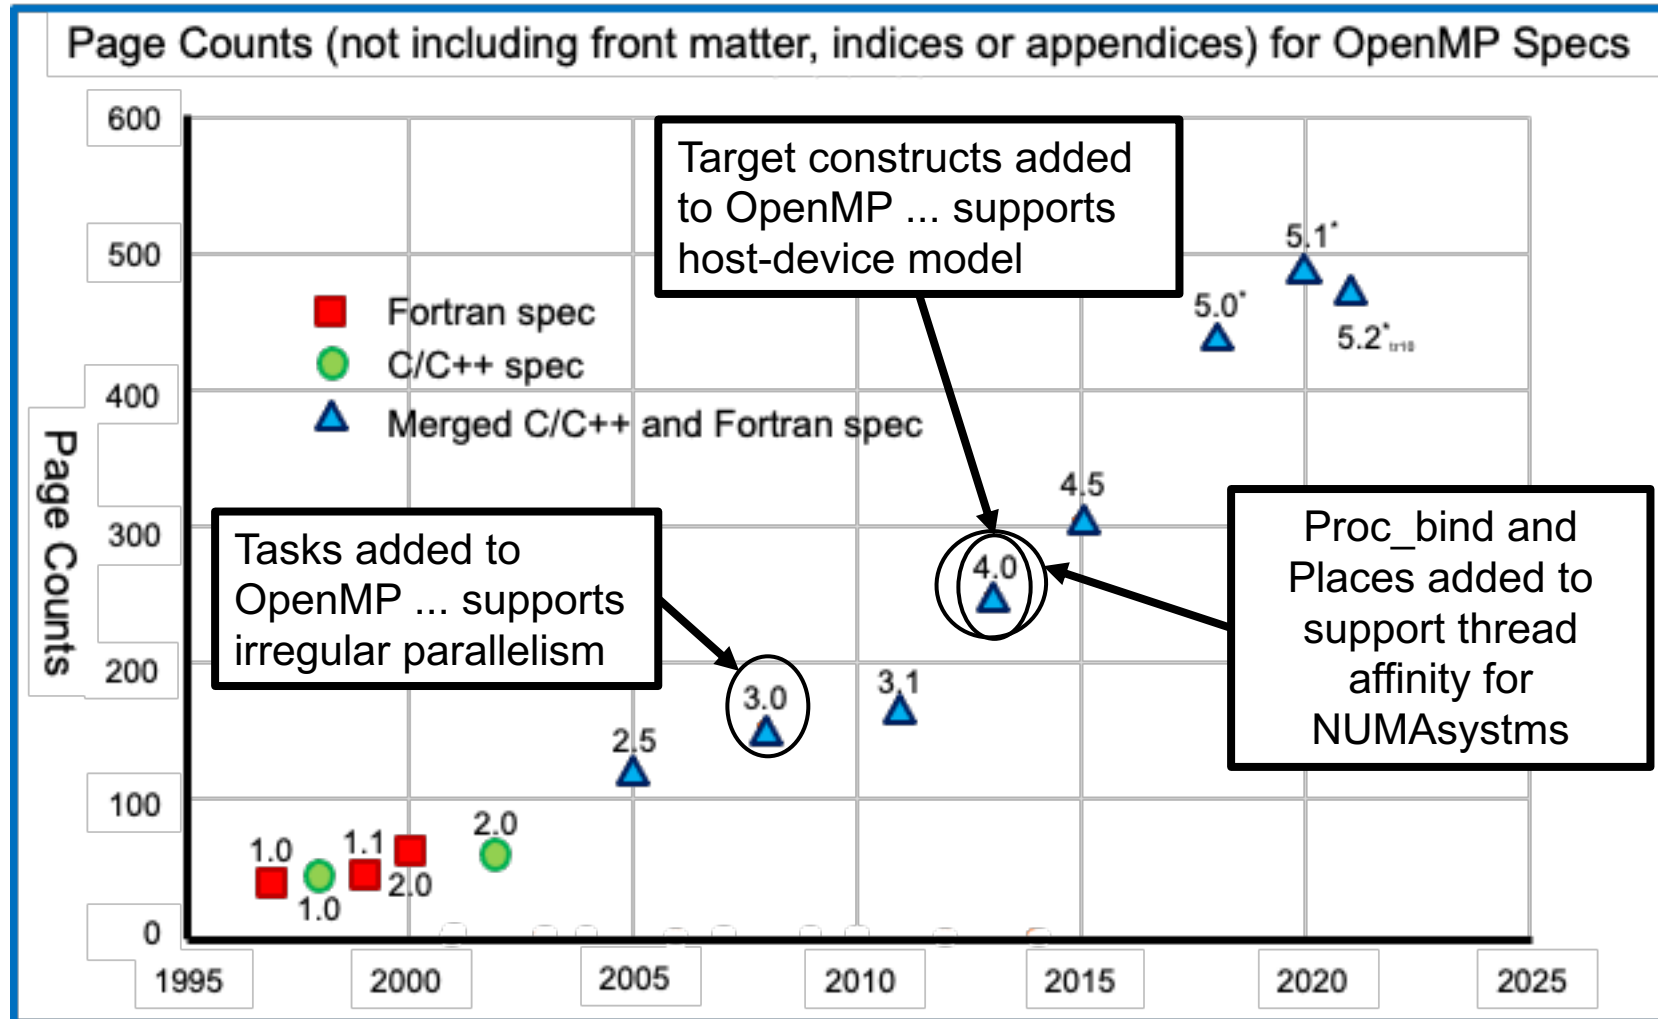 Page Counts (not including front matter, indices or appendices) for OpenMP Specs
600
500
400
300
200
100
0
Page Counts
1995
2000
2005
2010
2015
2020
2025
Fortran spec
C/C++ spec
Merged C/C++ and Fortran spec
Target constructs added
to OpenMP ... supports
host-device model
Tasks added to
OpenMP ... supports
irregular parallelism
Proc_bind and
Places added to
support thread
affinity for
NUMAsystms
1.0
1.0
1.1
2.0
2.0
2.5
3.0
3.1
4.0
4.5
5.0*
5.1*
5.2* tr10